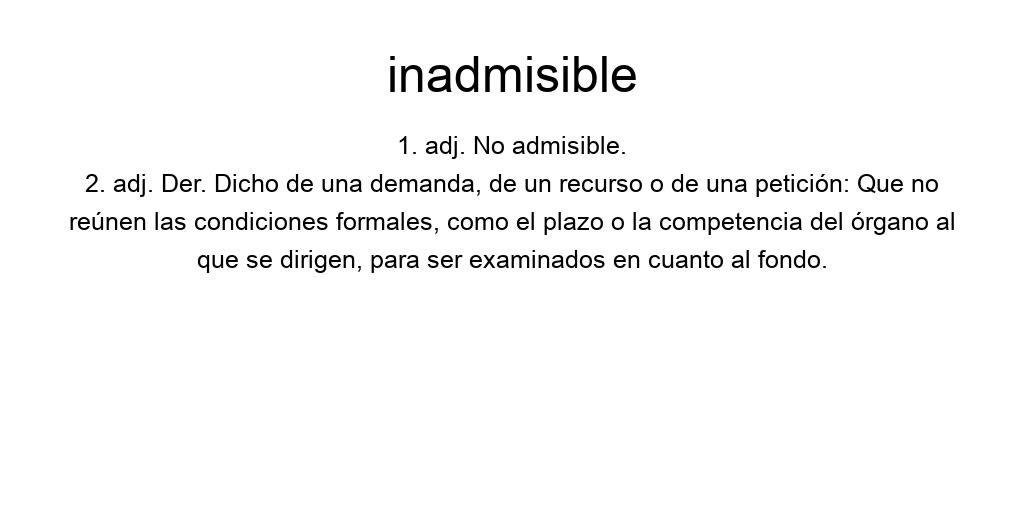 inadmisible
1. adj. No admisible.
2. adj. Der. Dicho de una demanda, de un recurso o de una petición: Que no
reúnen las condiciones formales, como el plazo o la competencia del órgano al
que se dirigen, para ser examinados en cuanto al fondo.